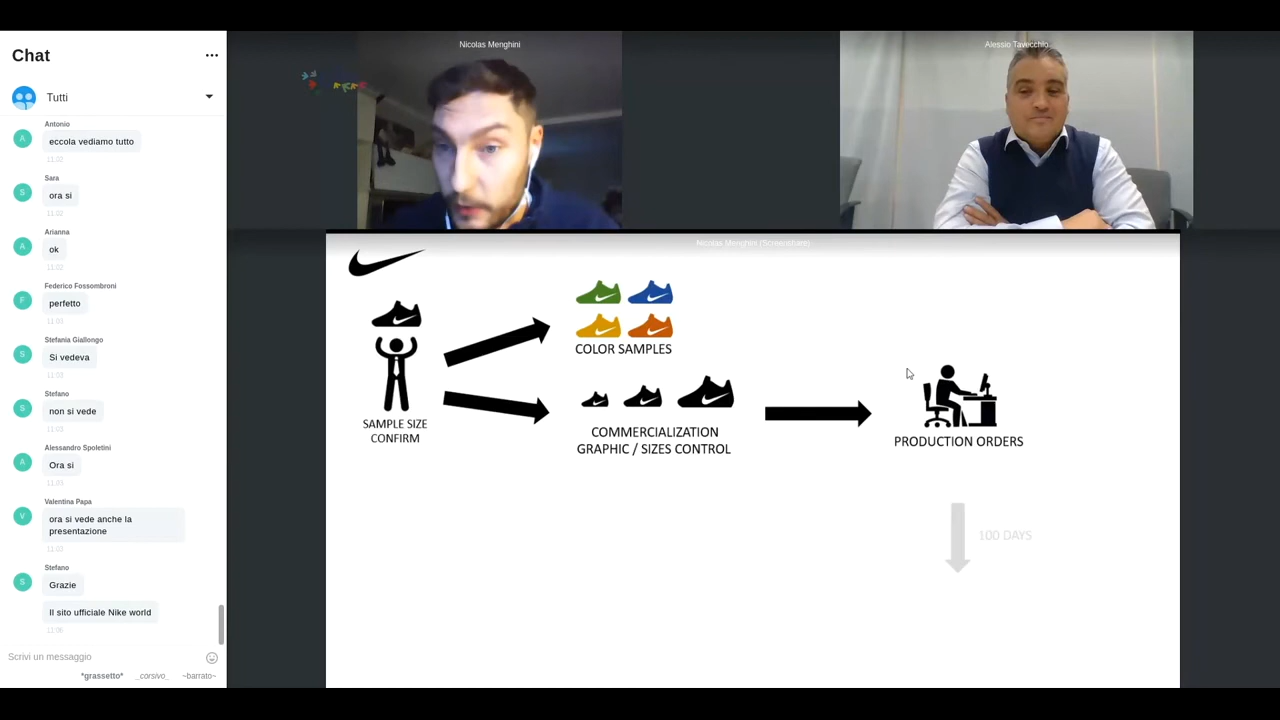 Chat
Tutti
Antonio
eccola vediamo tutto
11:02
Sara
ora si
11:02
Arianna
ok
11:02
Federico Fossombroni
perfetto
11:03
Stefania Giallongo
Si vedeva
11:03
Stefano
non si vede
11:03
Alessandro Spoletini
Ora si
11:03
Valentina Papa
ora si vede anche la
presentazione
11:03
Stefano
Grazie
Il sito ufficiale Nike world
11:06
Scrivi un messaggio
*grassetto* _corsivo_ ~barrato~
Nicolas Menghini
Alessio Tavecchio
Nicolas Menghini (Screenshare)
SAMPLE SIZE
CONFIRM
COLOR SAMPLES
COMMERCIALIZATION
GRAPHIC / SIZES CONTROL
PRODUCTION ORDERS
100 DAYS